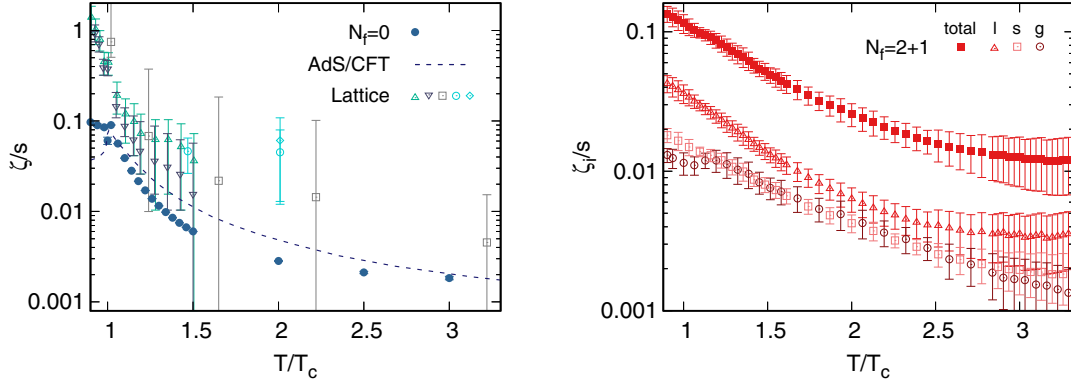 ζ/s
1
0.1
0.01
0.001
N_f=0
AdS/CFT
Lattice
1 1.5 2 2.5 3
T/T_c
ζ_i/s
0.1
0.01
0.001
total l s g
N_f=2+1
1 1.5 2 2.5 3
T/T_c